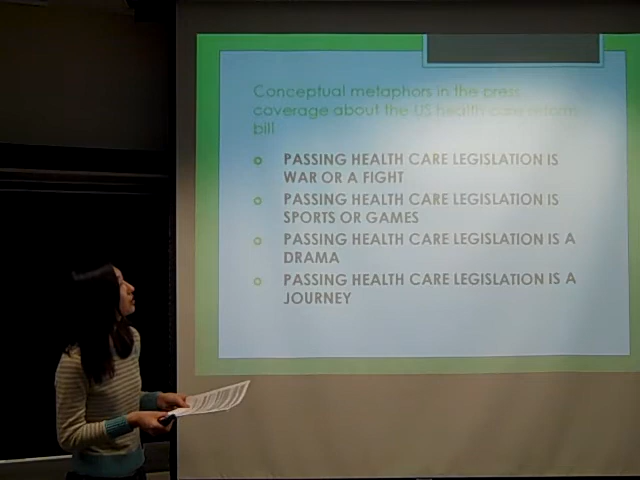 Conceptual metaphors in the press
coverage about the US health care reform
bill
PASSING HEALTH CARE LEGISLATION IS
WAR OR A FIGHT
PASSING HEALTH CARE LEGISLATION IS
SPORTS OR GAMES
PASSING HEALTH CARE LEGISLATION IS A
DRAMA
PASSING HEALTH CARE LEGISLATION IS A
JOURNEY